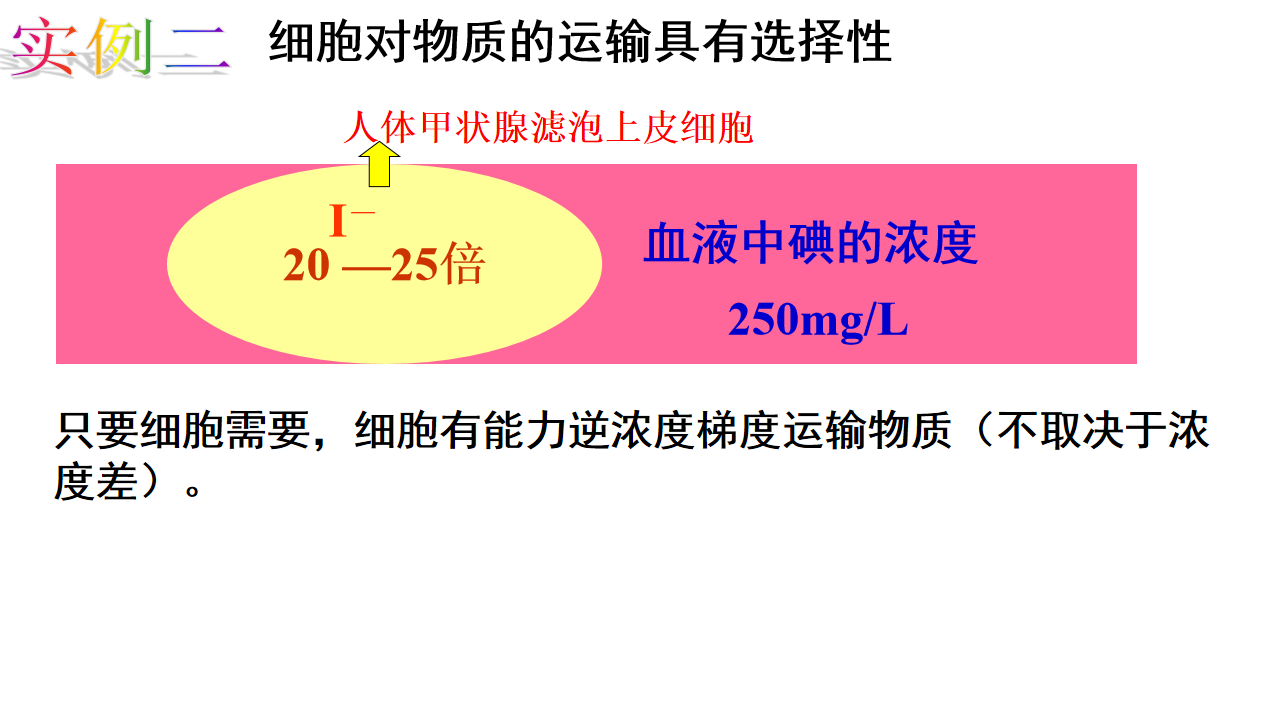 实例二
细胞对物质的运输具有选择性
人体甲状腺滤泡上皮细胞
I⁻
20 —25倍
血液中碘的浓度
250mg/L
只要细胞需要，细胞有能力逆浓度梯度运输物质（不取决于浓
度差）。